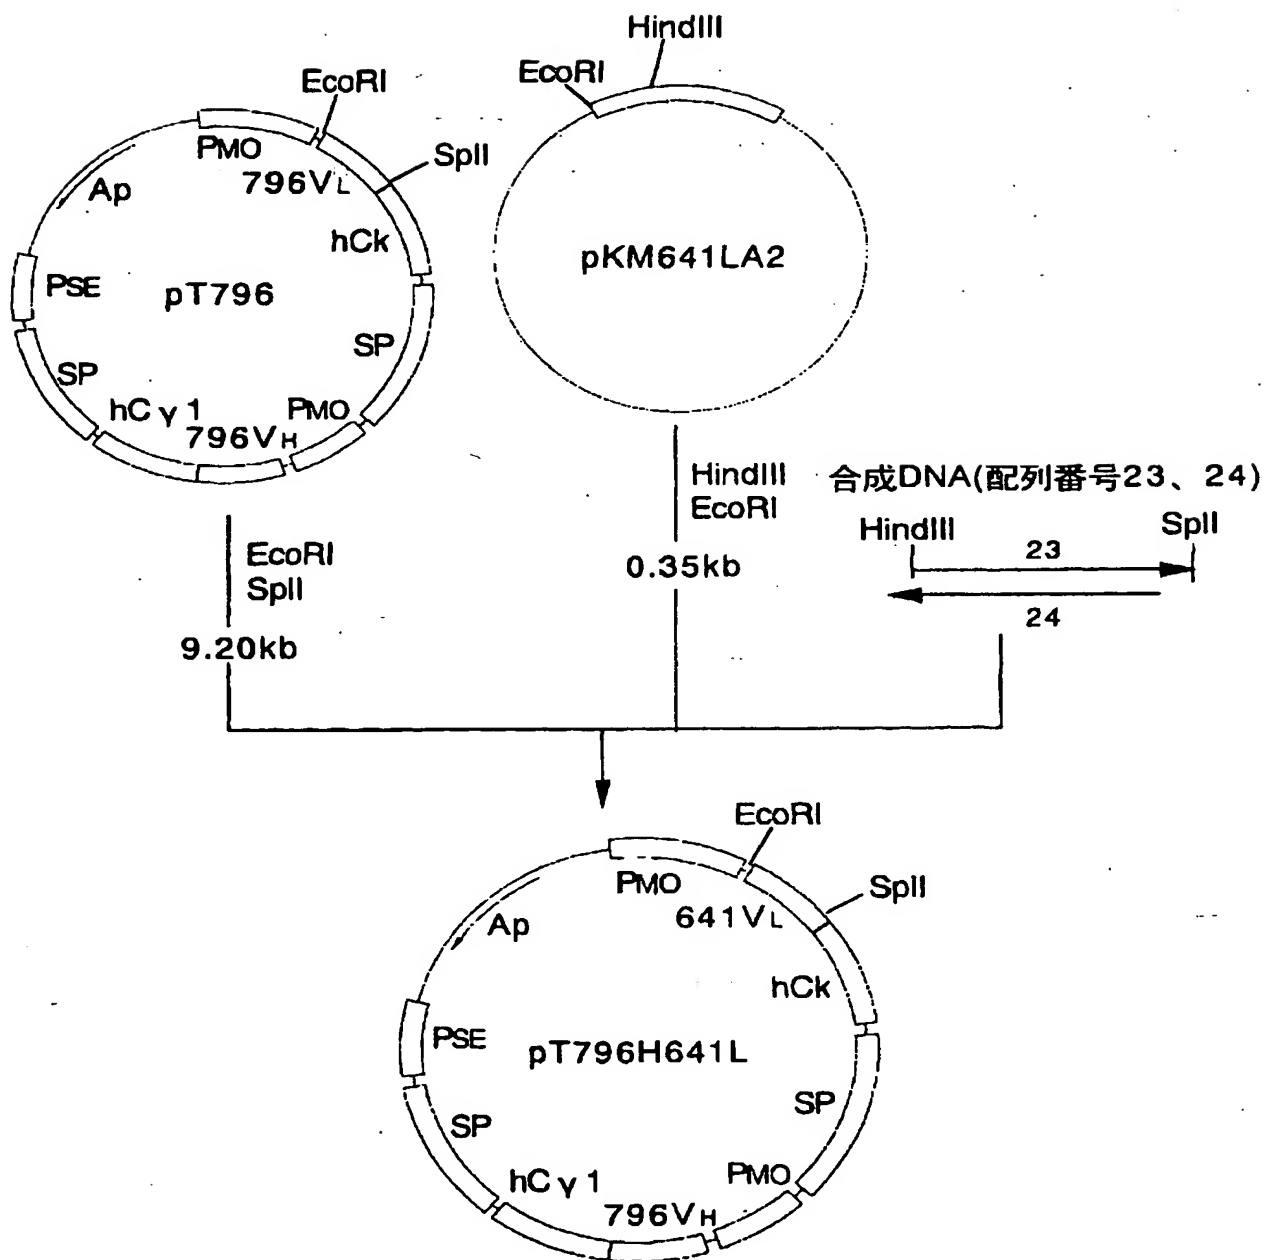 HindIII
EcoRI
EcoRI
SplI
PMO
796VL
Ap
hCk
PSE
pT796
SP
SP
hCγ1
PMO
796VH
pKM641LA2
HindIII
EcoRI
0.35kb
合成DNA(配列番号23、24)
HindIII
SplI
23
24
EcoRI
SplI
9.20kb
EcoRI
SplI
PMO
641VL
Ap
hCk
PSE
pT796H641L
SP
SP
hCγ1
PMO
796VH